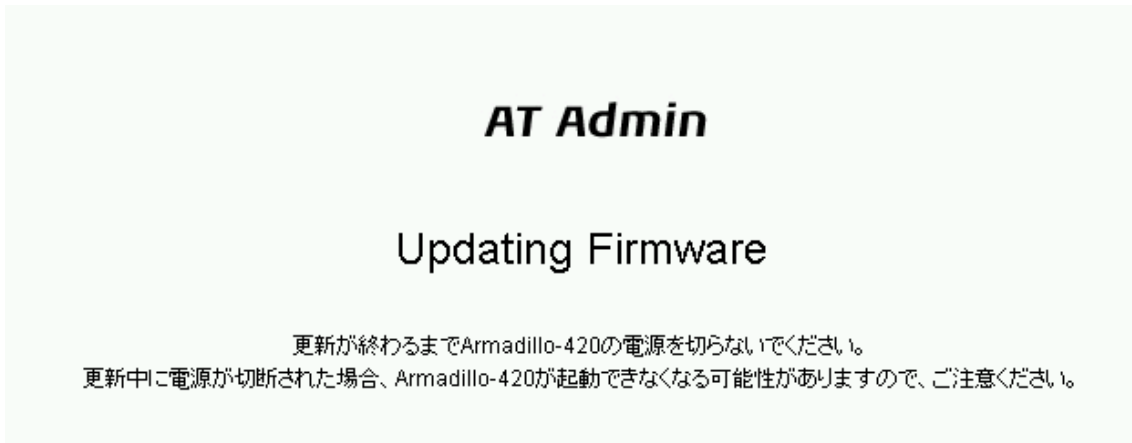 AT Admin
Updating Firmware
更新が終わるまでArmadillo-420の電源を切らないでください。
更新中に電源が切断された場合、Armadillo-420が起動できなくなる可能性がありますので、ご注意ください。